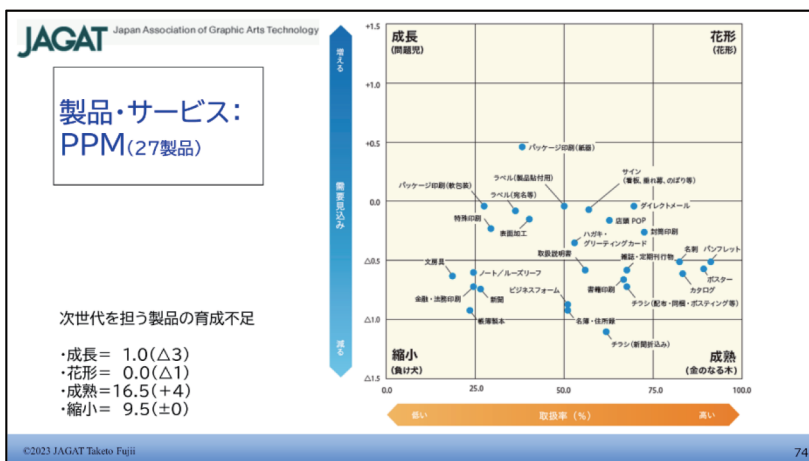 JAGAT Japan Association of Graphic Arts Technology
製品・サービス：
PPM(27製品)
次世代を担う製品の育成不足
・成長＝ 1.0(△3)
・花形＝ 0.0(△1)
・成熟＝16.5(+4)
・縮小＝ 9.5(±0)
増える
需要見込み
減る
+1.5
+1.0
+0.5
0.0
△0.5
△1.0
△1.5
成長
(問題児)
花形
(花形)
パッケージ印刷(紙器)
サイン
(看板、垂れ幕、のぼり等)
ラベル(製品貼付用)
パッケージ印刷(軟包装)
ラベル(宛名等)
ダイレクトメール
特殊印刷
表面加工
店頭 POP
封筒印刷
ハガキ・
グリーティングカード
取扱説明書
雑誌・定期刊行物
名刺
パンフレット
文房具
ノート／ルーズリーフ
ポスター
カタログ
金融・法務印刷
新聞
ビジネスフォーム
書籍印刷
チラシ(配布・同梱・ポスティング等)
帳簿製本
名簿・住所録
チラシ(新聞折込み)
縮小
(負け犬)
成熟
(金のなる木)
25.0
50.0
75.0
100.0
低い
取扱率（%）
高い
©2023 JAGAT Taketo Fujii
74